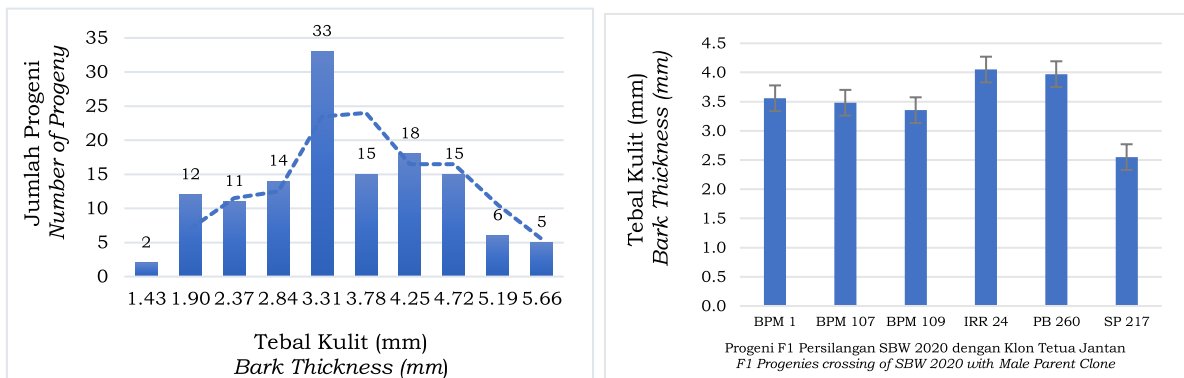 Jumlah Progeni
Number of Progeny
35
30
25
20
15
10
5
0
2
12
11
14
33
15
18
15
6
5
1.43 1.90 2.37 2.84 3.31 3.78 4.25 4.72 5.19 5.66
Tebal Kulit (mm)
Bark Thickness (mm)
Tebal Kulit (mm)
Bark Thickness (mm)
4.5
4.0
3.5
3.0
2.5
2.0
1.5
1.0
0.5
0.0
BPM 1 BPM 107 BPM 109 IRR 24 PB 260 SP 217
Progeni F1 Persilangan SBW 2020 dengan Klon Tetua Jantan
F1 Progenies crossing of SBW 2020 with Male Parent Clone